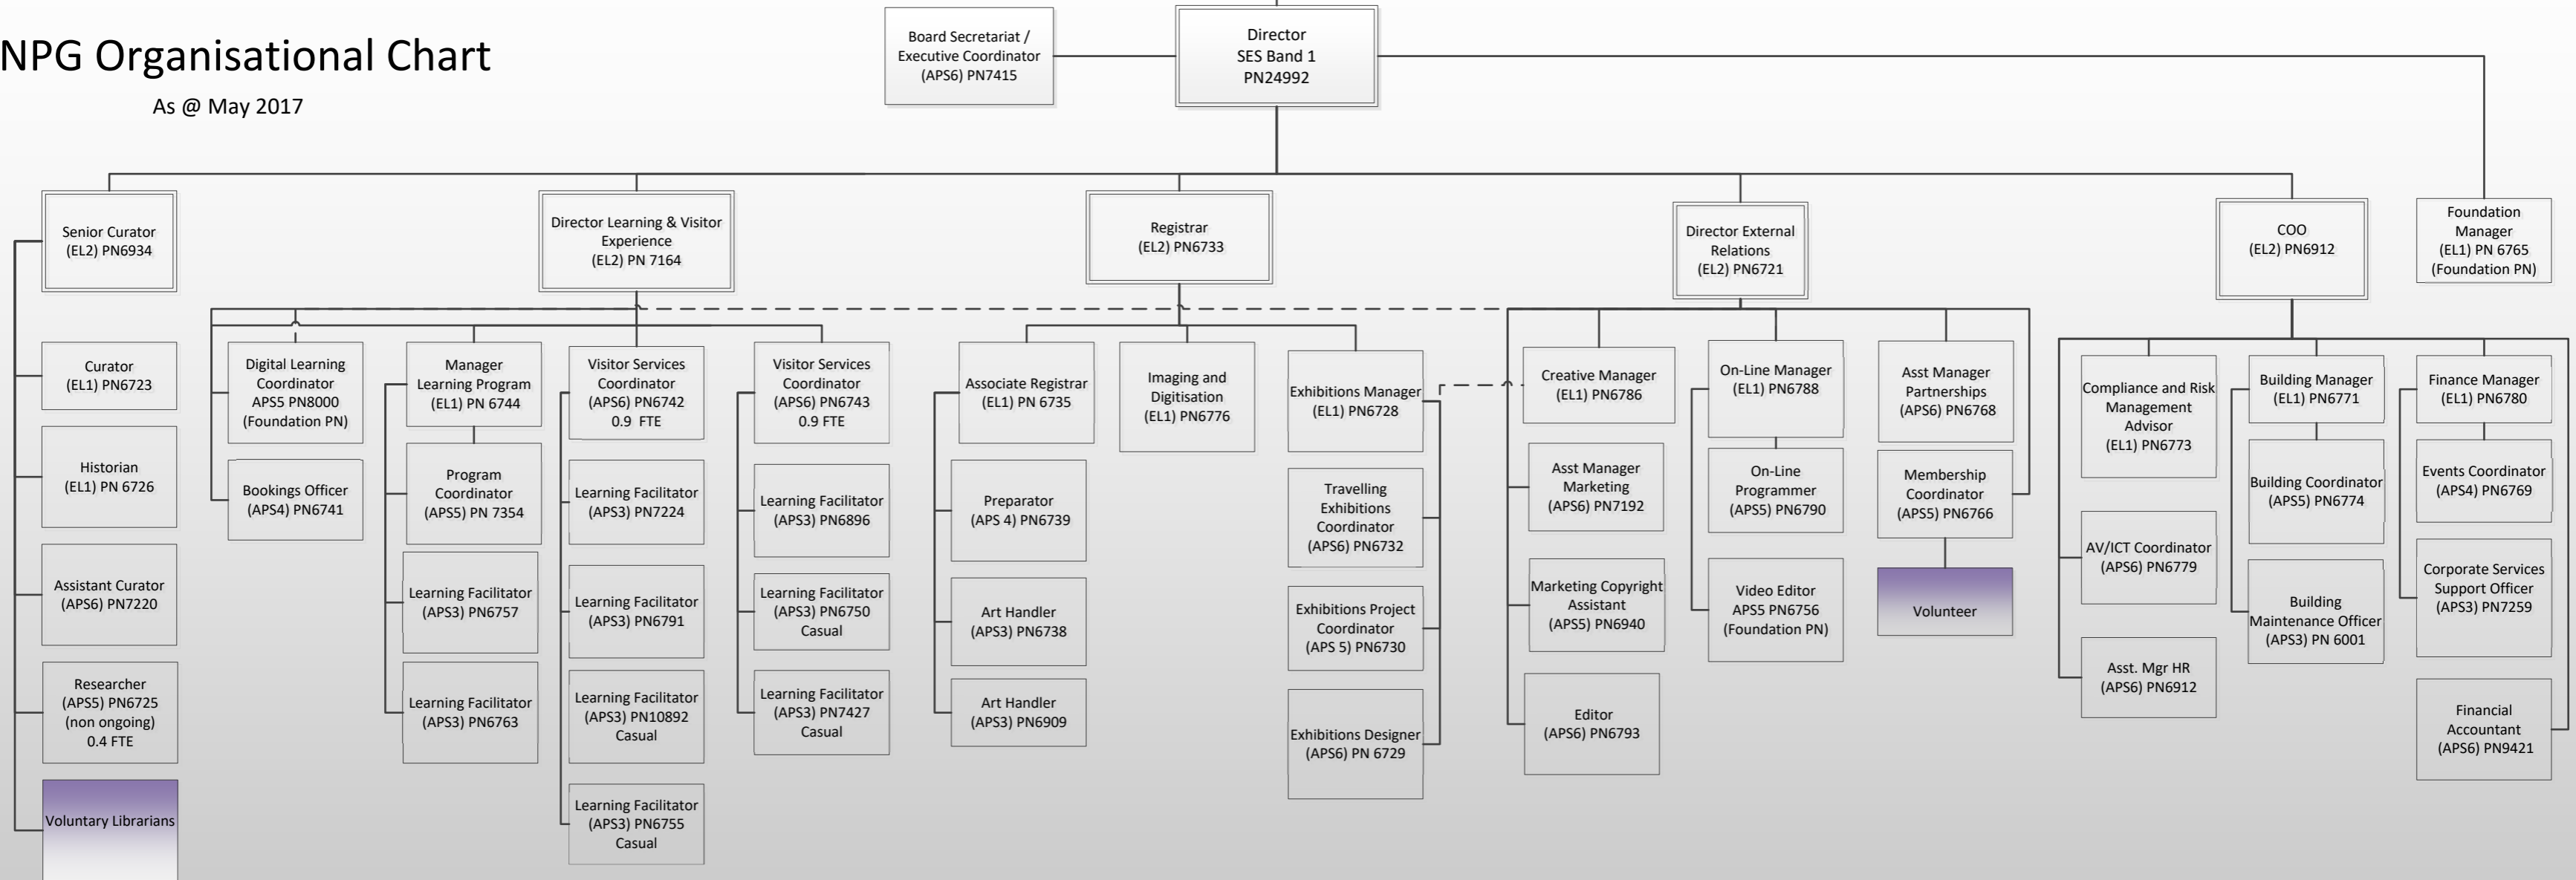 NPG Organisational Chart
As @ May 2017
Board Secretariat /
Executive Coordinator
(APS6) PN7415
Director
SES Band 1
PN24992
Senior Curator
(EL2) PN6934
Director Learning & Visitor
Experience
(EL2) PN 7164
Registrar
(EL2) PN6733
Director External
Relations
(EL2) PN6721
COO
(EL2) PN6912
Foundation
Manager
(EL1) PN 6765
(Foundation PN)
Curator
(EL1) PN6723
Historian
(EL1) PN 6726
Assistant Curator
(APS6) PN7220
Researcher
(APS5) PN6725
(non ongoing)
0.4 FTE
Voluntary Librarians
Digital Learning
Coordinator
APS5 PN8000
(Foundation PN)
Bookings Officer
(APS4) PN6741
Manager
Learning Program
(EL1) PN 6744
Program
Coordinator
(APS5) PN 7354
Learning Facilitator
(APS3) PN6757
Learning Facilitator
(APS3) PN6763
Visitor Services
Coordinator
(APS6) PN6742
0.9 FTE
Learning Facilitator
(APS3) PN7224
Learning Facilitator
(APS3) PN6791
Learning Facilitator
(APS3) PN10892
Casual
Learning Facilitator
(APS3) PN6755
Casual
Visitor Services
Coordinator
(APS6) PN6743
0.9 FTE
Learning Facilitator
(APS3) PN6896
Learning Facilitator
(APS3) PN6750
Casual
Learning Facilitator
(APS3) PN7427
Casual
Associate Registrar
(EL1) PN 6735
Preparator
(APS 4) PN6739
Art Handler
(APS3) PN6738
Art Handler
(APS3) PN6909
Imaging and
Digitisation
(EL1) PN6776
Exhibitions Manager
(EL1) PN6728
Travelling
Exhibitions
Coordinator
(APS6) PN6732
Exhibitions Project
Coordinator
(APS 5) PN6730
Exhibitions Designer
(APS6) PN 6729
Creative Manager
(EL1) PN6786
Asst Manager
Marketing
(APS6) PN7192
Marketing Copyright
Assistant
(APS5) PN6940
Editor
(APS6) PN6793
On-Line Manager
(EL1) PN6788
On-Line
Programmer
(APS5) PN6790
Video Editor
APS5 PN6756
(Foundation PN)
Asst Manager
Partnerships
(APS6) PN6768
Membership
Coordinator
(APS5) PN6766
Volunteer
Compliance and Risk
Management
Advisor
(EL1) PN6773
AV/ICT Coordinator
(APS6) PN6779
Asst. Mgr HR
(APS6) PN6912
Building Manager
(EL1) PN6771
Building Coordinator
(APS5) PN6774
Building
Maintenance Officer
(APS3) PN 6001
Finance Manager
(EL1) PN6780
Events Coordinator
(APS4) PN6769
Corporate Services
Support Officer
(APS3) PN7259
Financial
Accountant
(APS6) PN9421